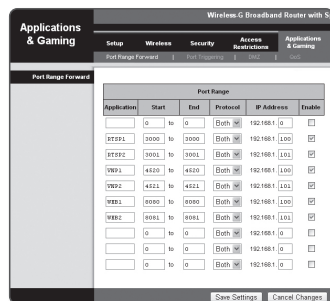 Wireless-G Broadband Router with S
Applications & Gaming
Setup Wireless Security Access Restrictions Applications & Gaming
Port Range Forward | Port Triggering | DMZ | QoS
Port Range Forward
Port Range
Application Start End Protocol IP Address Enable
0 to 0 Both 192.168.1. 0
RTSP1 3000 to 3000 Both 192.168.1. 100
RTSP2 3001 to 3001 Both 192.168.1. 101
VNP1 4520 to 4520 Both 192.168.1. 100
VNP2 4521 to 4521 Both 192.168.1. 101
WEB1 8080 to 8080 Both 192.168.1. 100
WEB2 8081 to 8081 Both 192.168.1. 101
0 to 0 Both 192.168.1. 0
0 to 0 Both 192.168.1. 0
0 to 0 Both 192.168.1. 0
Save Settings Cancel Changes